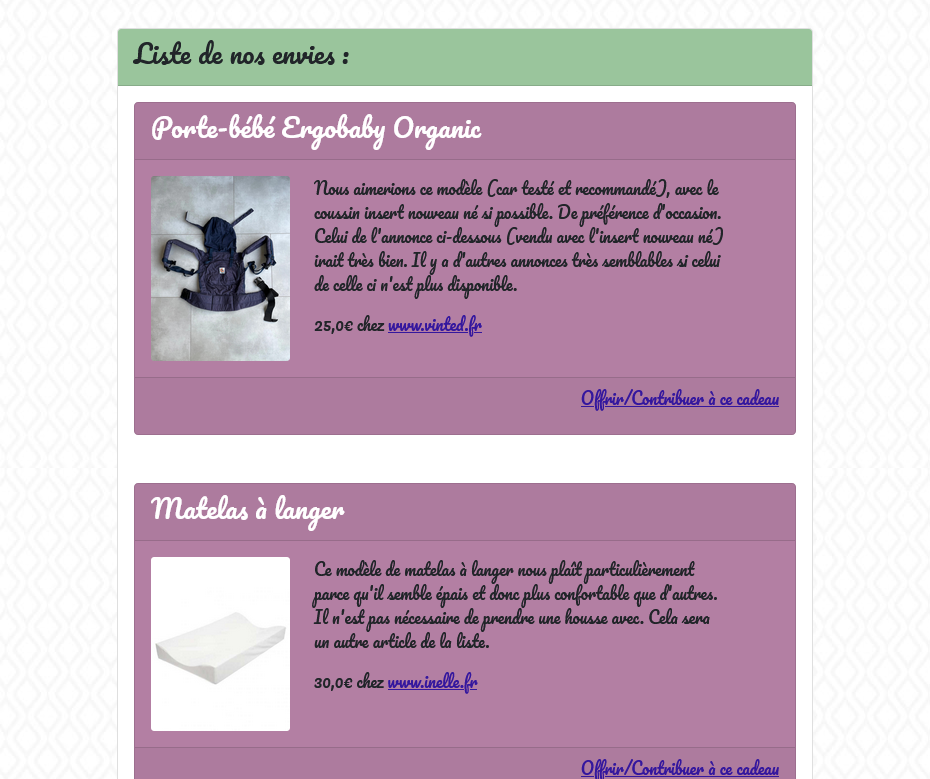 Liste de nos envies :
Porte-bébé Ergobaby Organic
Nous aimerions ce modèle (car testé et recommandé), avec le
coussin insert nouveau né si possible. De préférence d'occasion.
Celui de l'annonce ci-dessous (vendu avec l'insert nouveau né)
irait très bien. Il y a d'autres annonces très semblables si celui
de celle ci n'est plus disponible.
25,0€ chez www.vinted.fr
Offrir/Contribuer à ce cadeau
Matelas à langer
Ce modèle de matelas à langer nous plaît particulièrement
parce qu'il semble épais et donc plus confortable que d'autres.
Il n'est pas nécessaire de prendre une housse avec. Cela sera
un autre article de la liste.
30,0€ chez www.inelle.fr
Offrir/Contribuer à ce cadeau